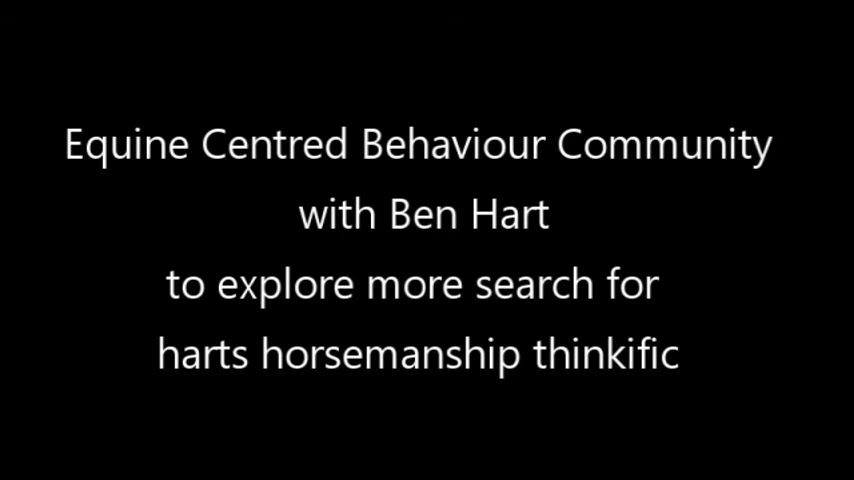 Equine Centred Behaviour Community
with Ben Hart
to explore more search for
harts horsemanship thinkific